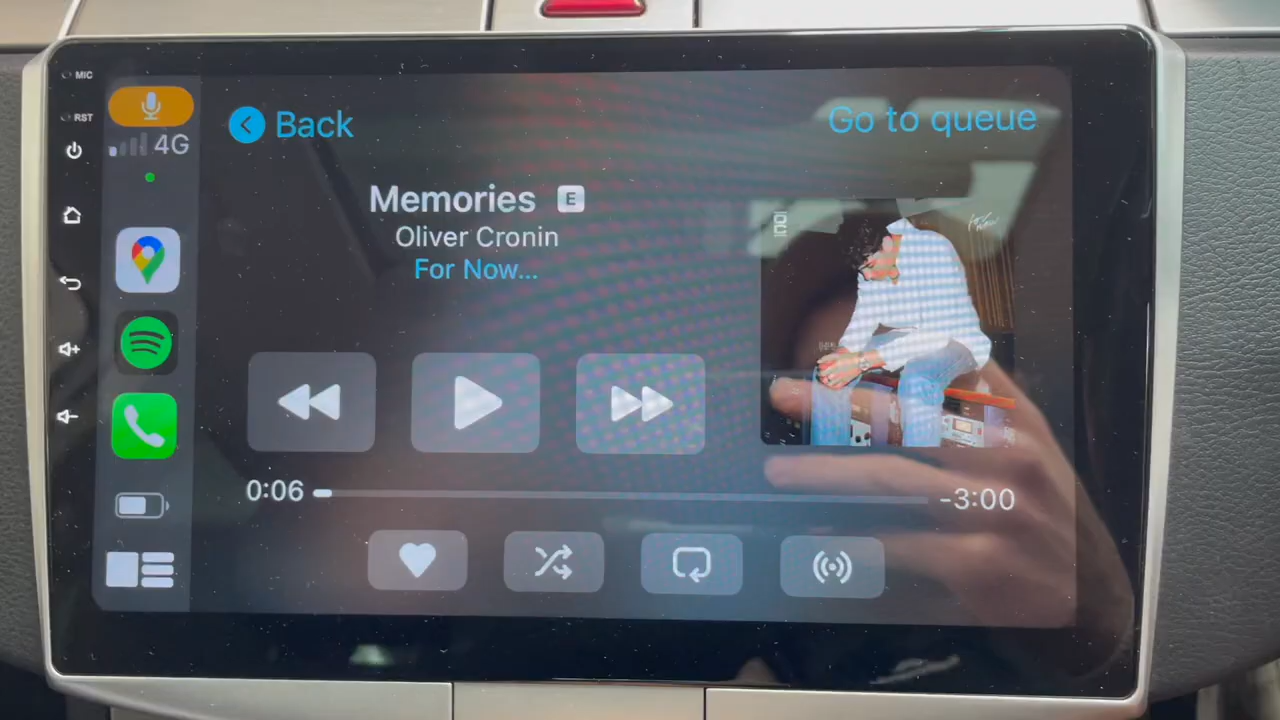 MIC
RST
4G
Back
Go to queue
Memories E
Oliver Cronin
For Now...
0:06
-3:00